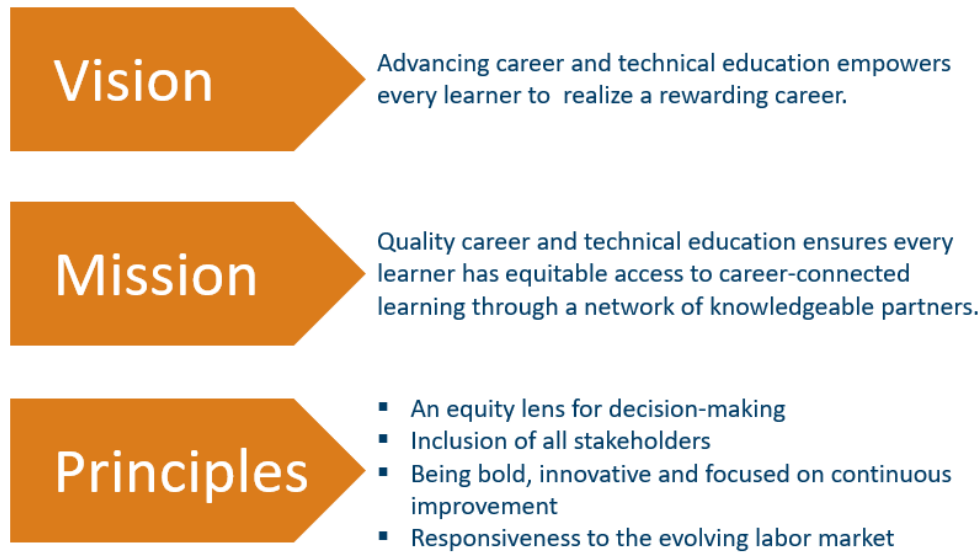 Vision
Advancing career and technical education empowers
every learner to  realize a rewarding career.
Mission
Quality career and technical education ensures every
learner has equitable access to career-connected
learning through a network of knowledgeable partners.
Principles
▪ An equity lens for decision-making
▪ Inclusion of all stakeholders
▪ Being bold, innovative and focused on continuous
improvement
▪ Responsiveness to the evolving labor market